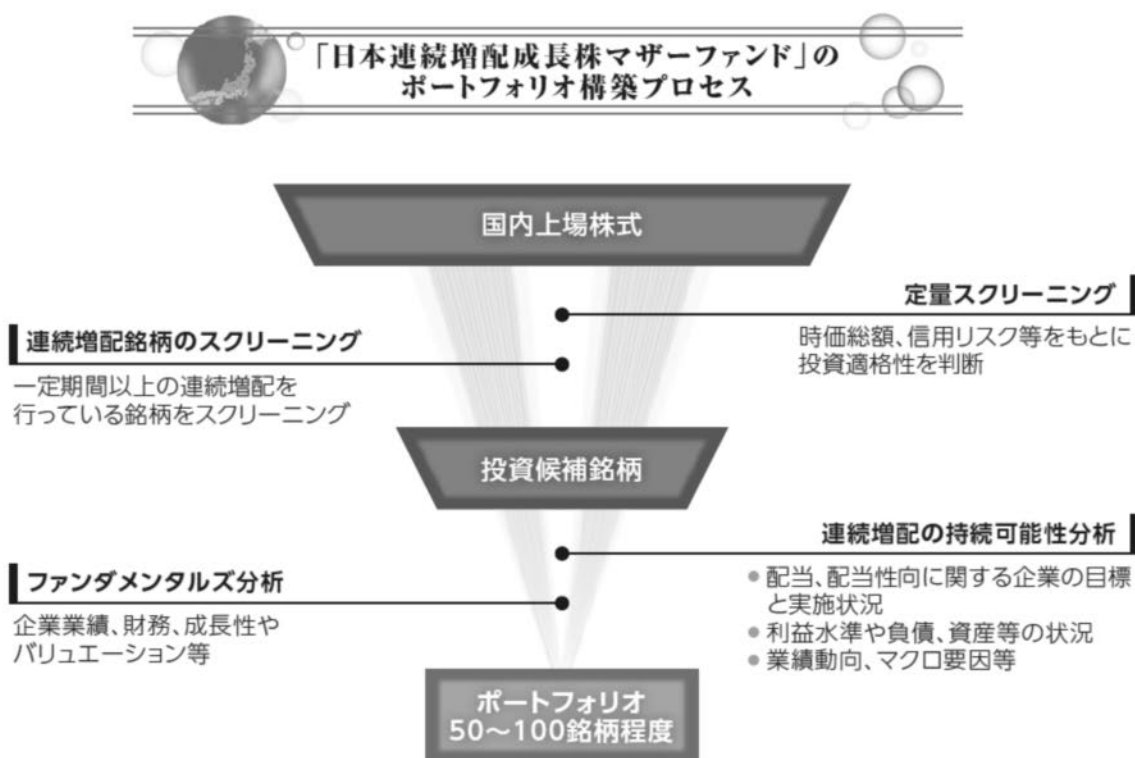 「日本連続増配成長株マザーファンド」の
ポートフォリオ構築プロセス
国内上場株式
定量スクリーニング
時価総額、信用リスク等をもとに
投資適格性を判断
連続増配銘柄のスクリーニング
一定期間以上の連続増配を
行っている銘柄をスクリーニング
投資候補銘柄
連続増配の持続可能性分析
● 配当、配当性向に関する企業の目標
と実施状況
● 利益水準や負債、資産等の状況
● 業績動向、マクロ要因等
ファンダメンタルズ分析
企業業績、財務、成長性や
バリュエーション等
ポートフォリオ
50～100銘柄程度